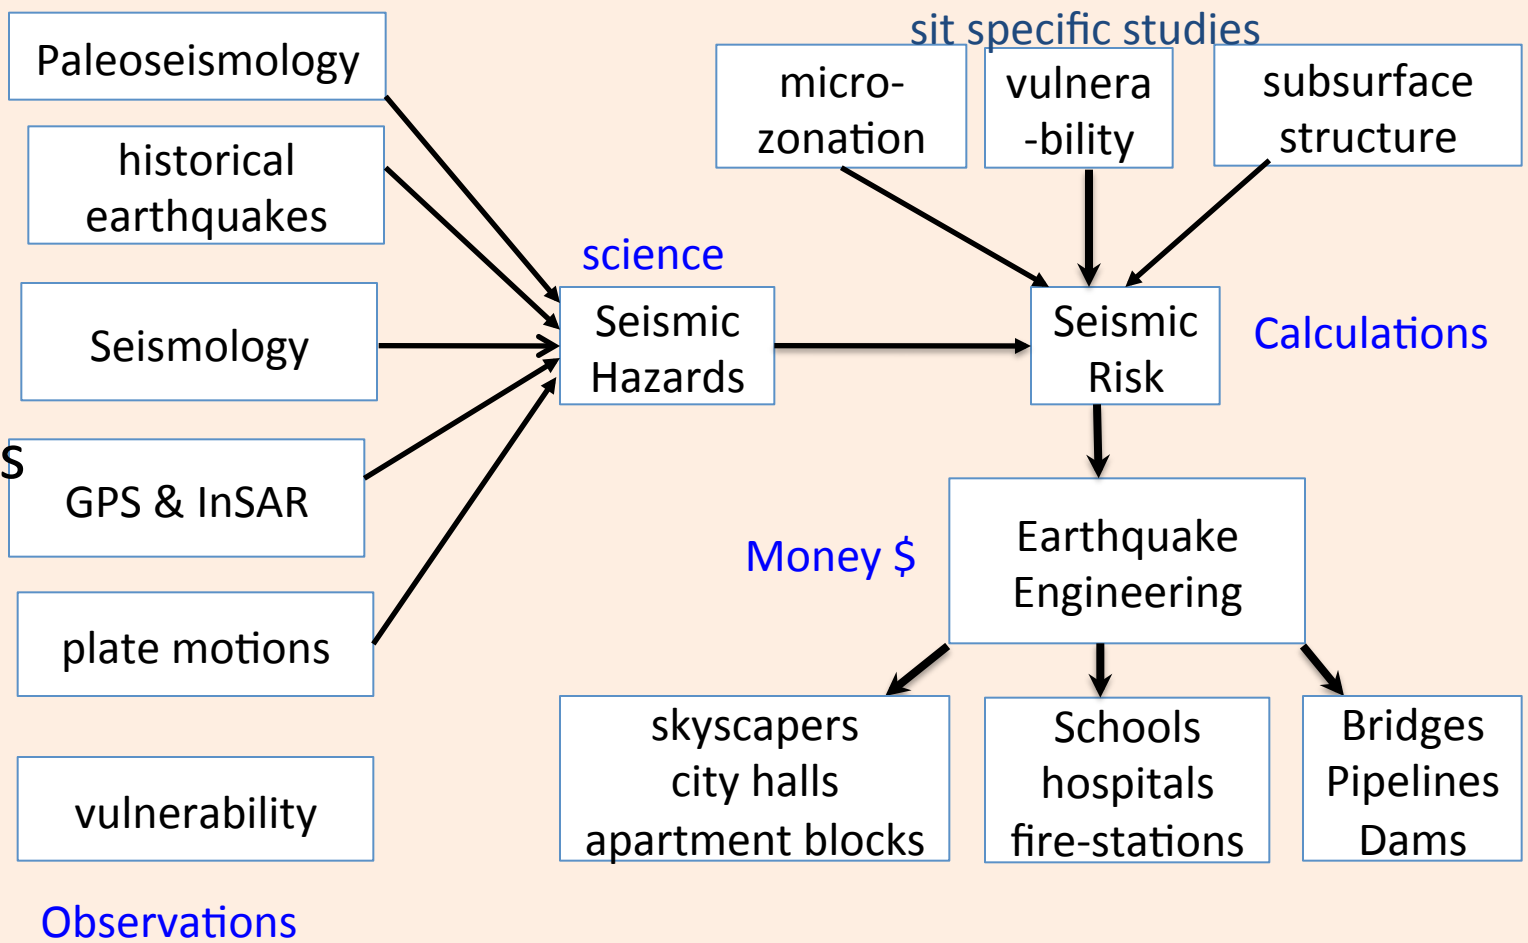 Paleoseismology
historical
earthquakes
Seismology
s
GPS & InSAR
plate motions
vulnerability
Observations
science
Seismic
Hazards
sit specific studies
micro-
zonation
vulnera
-bility
subsurface
structure
Seismic
Risk
Calculations
Money $
Earthquake
Engineering
skyscapers
city halls
apartment blocks
Schools
hospitals
fire-stations
Bridges
Pipelines
Dams